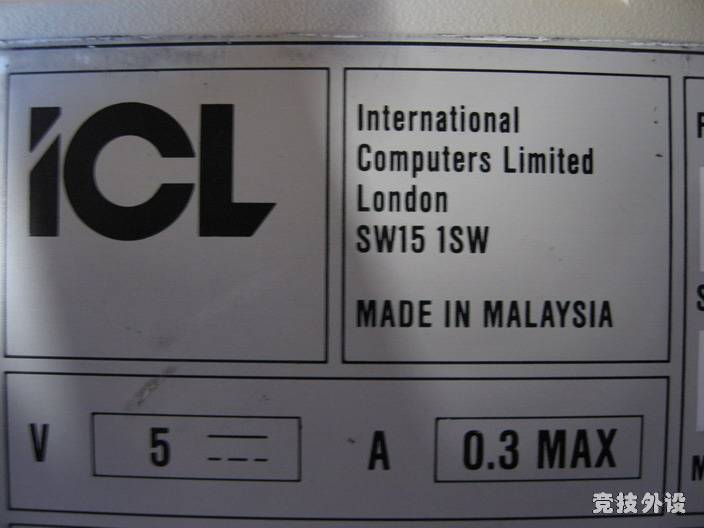 ICL
International
Computers Limited
London
SW15 1SW
MADE IN MALAYSIA
V 5 A 0.3 MAX
竞技外设